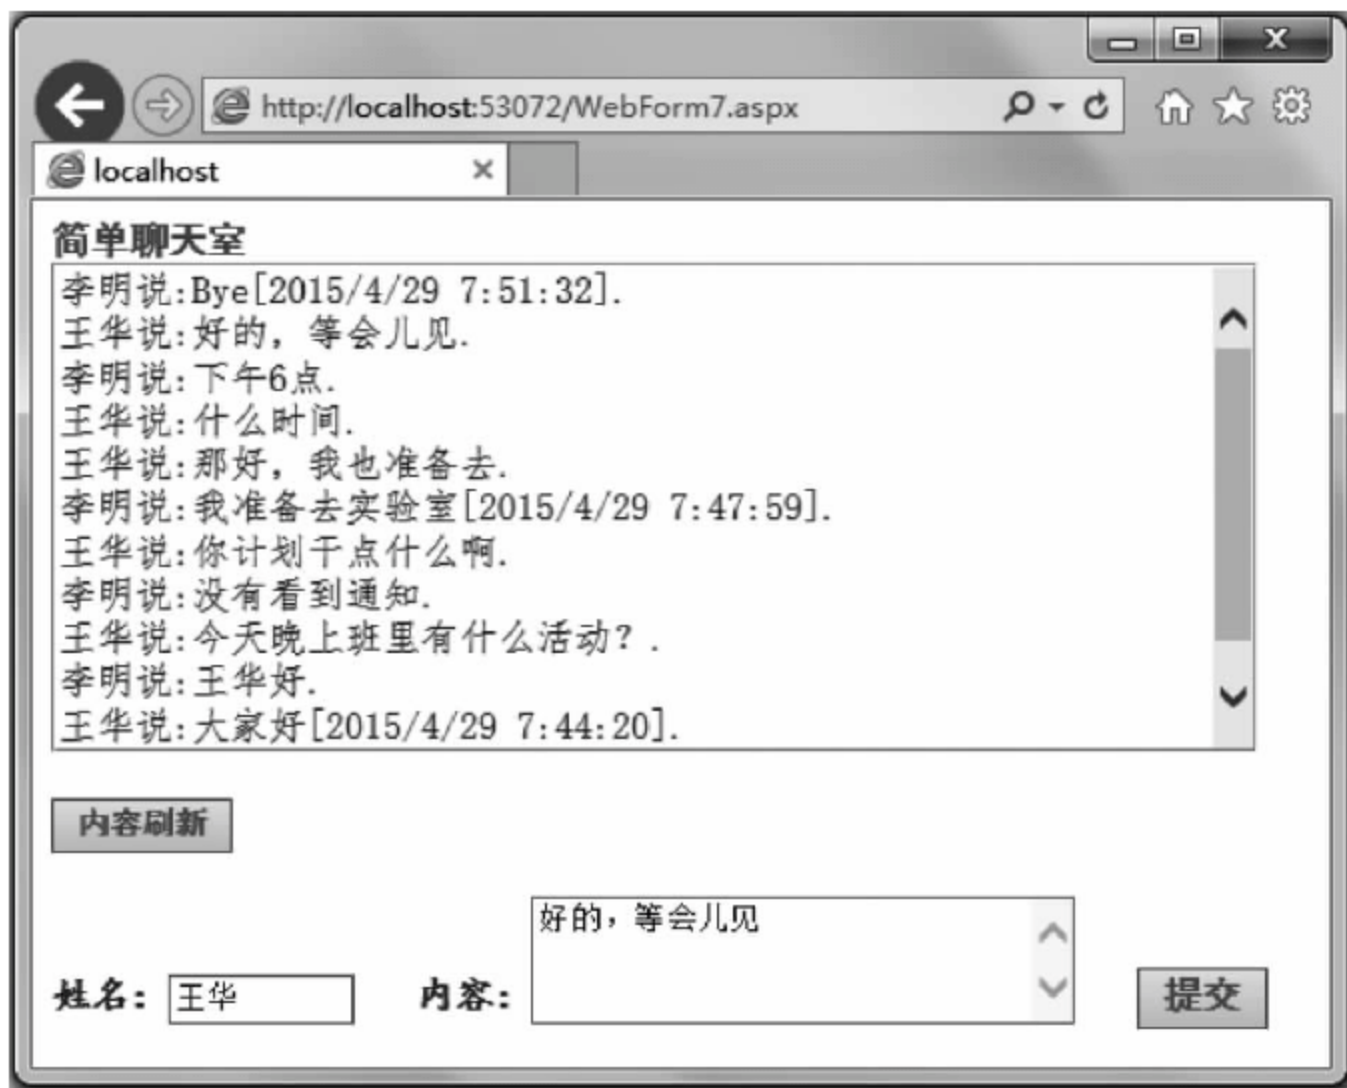 http://localhost:53072/WebForm7.aspx
localhost
简单聊天室
李明说:Bye[2015/4/29 7:51:32].
王华说:好的，等会儿见.
李明说:下午6点.
王华说:什么时间.
王华说:那好，我也准备去.
李明说:我准备去实验室[2015/4/29 7:47:59].
王华说:你计划干点什么啊.
李明说:没有看到通知.
王华说:今天晚上班里有什么活动？.
李明说:王华好.
王华说:大家好[2015/4/29 7:44:20].
内容刷新
好的，等会儿见
姓名： 王华 内容： 提交